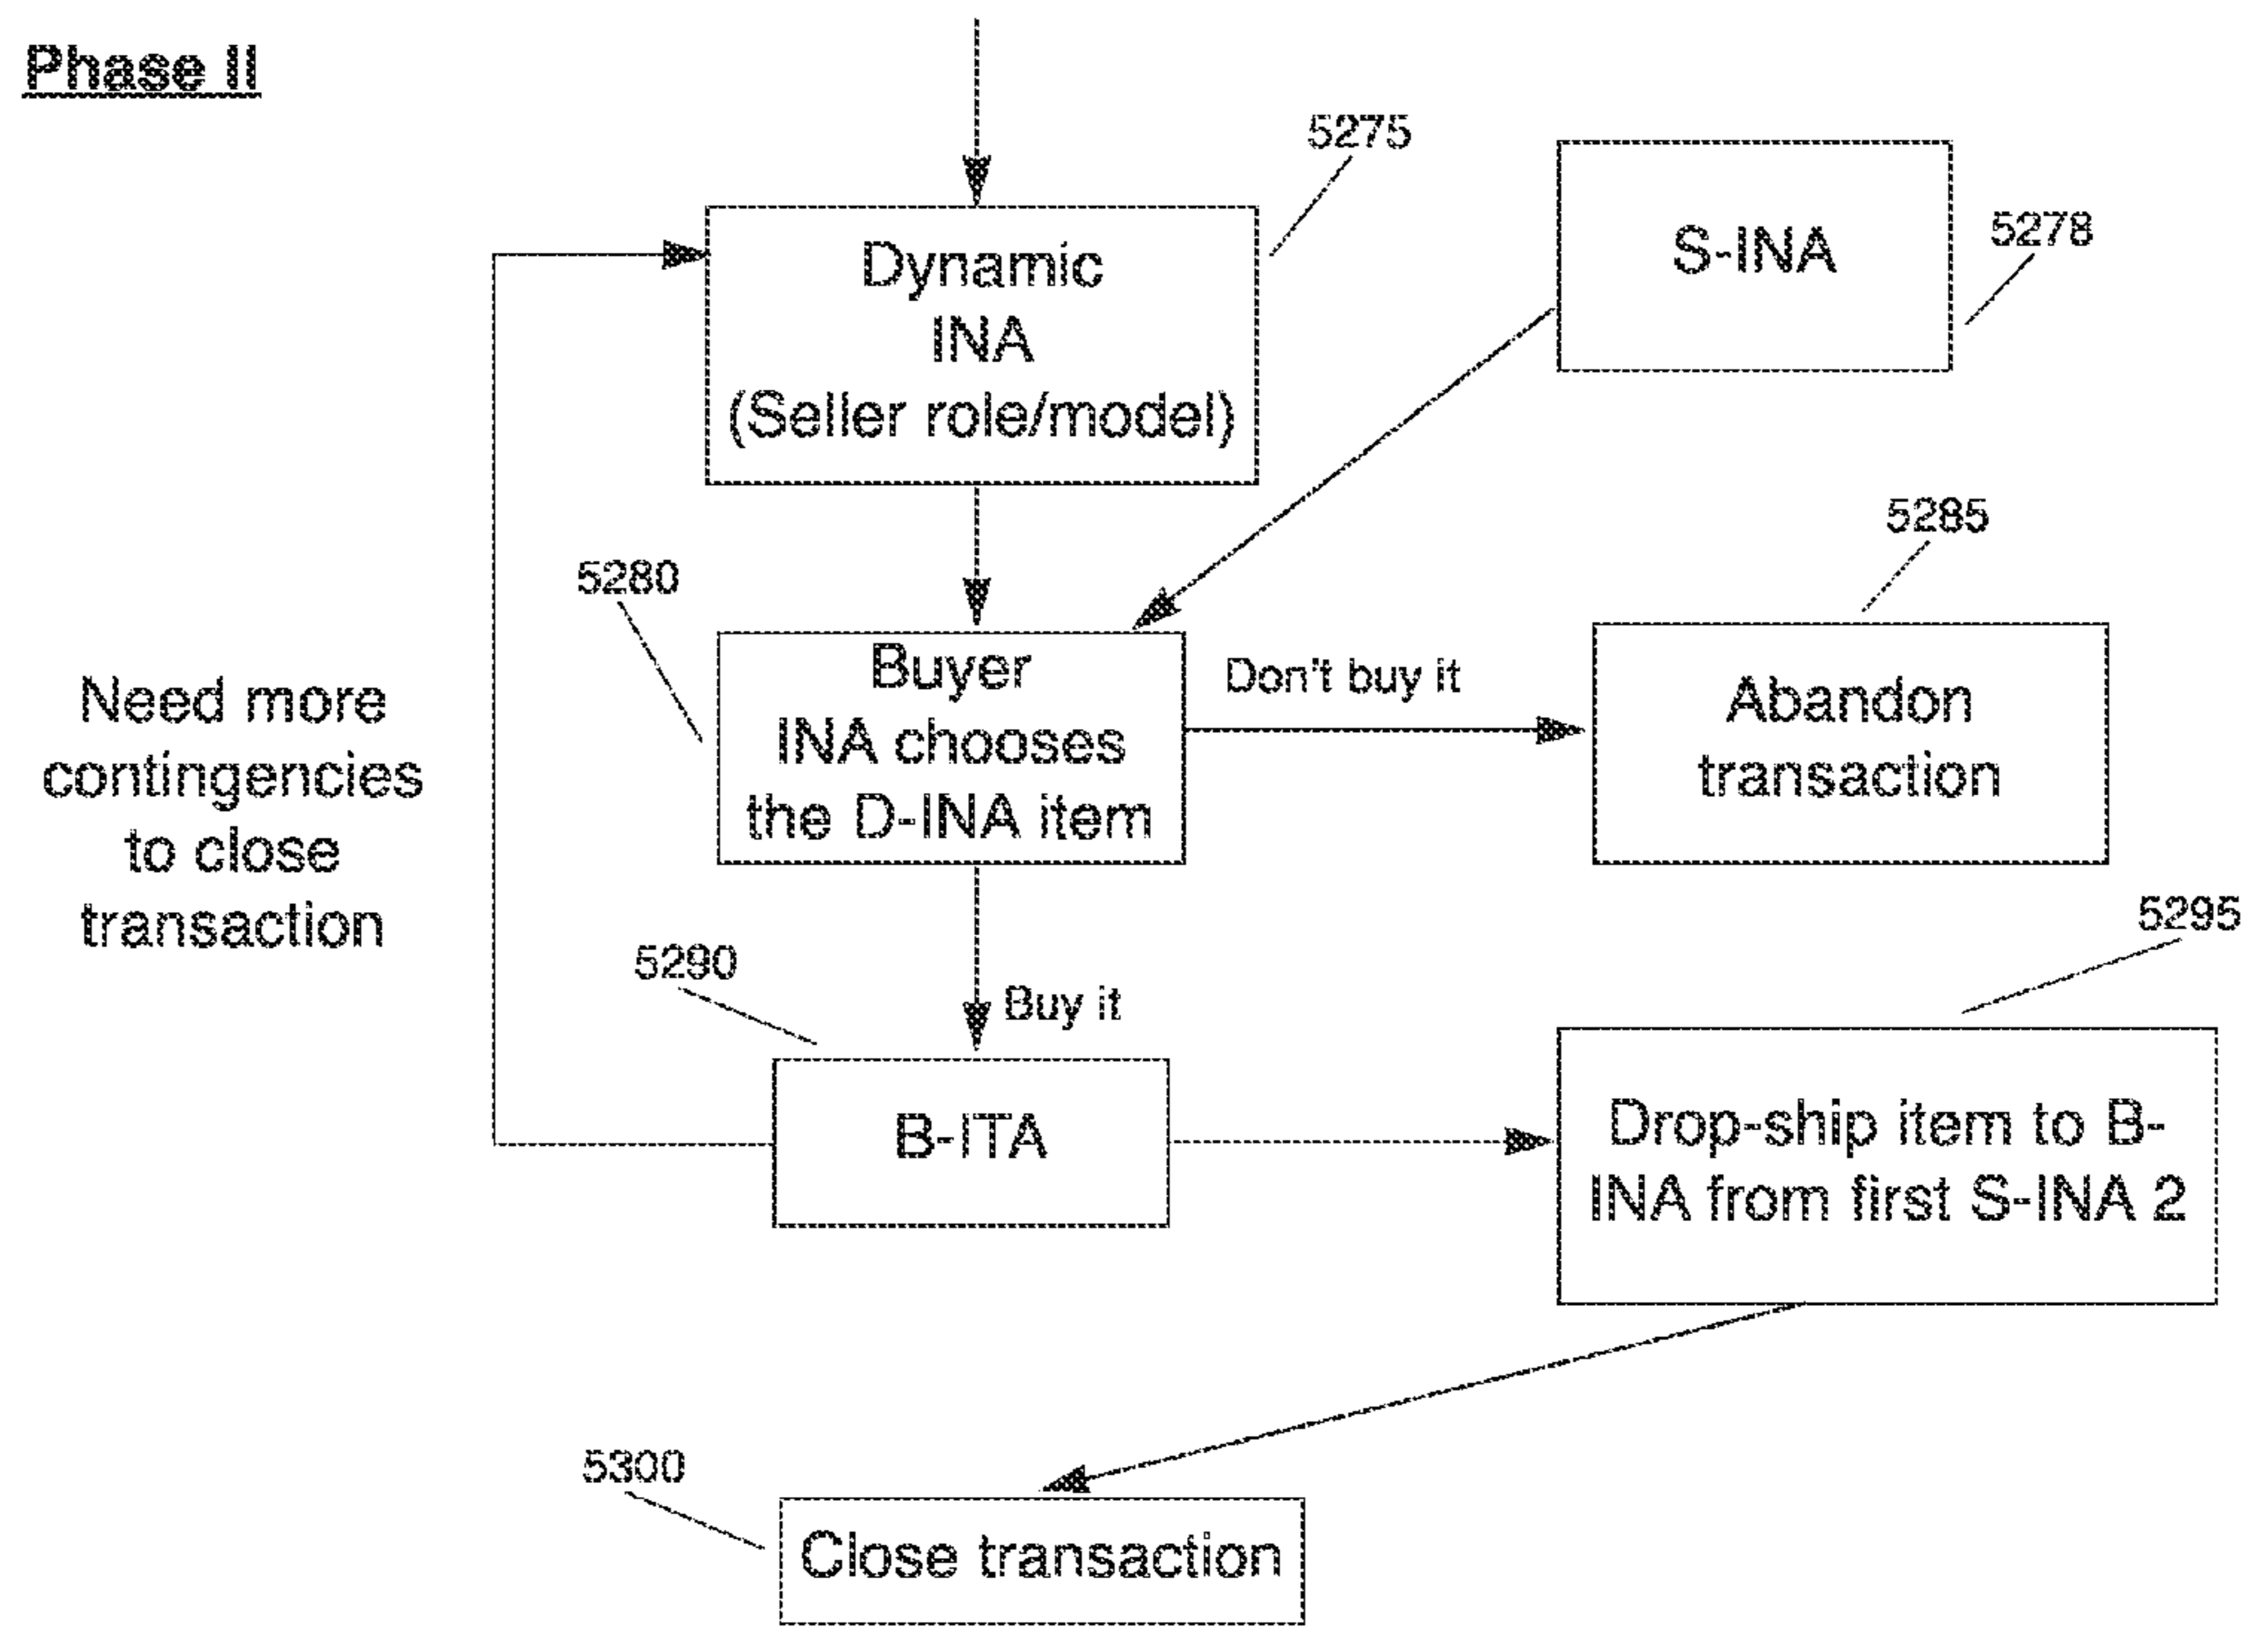 Phase II
5275
Dynamic
INA
(Seller role/model)
S-INA
5278
5280
Buyer
INA chooses
the D-INA item
Don't buy it
5285
Abandon
transaction
Need more
contingencies
to close
transaction
5290
Buy it
B-ITA
5295
Drop-ship item to B-
INA from first S-INA 2
5300
Close transaction